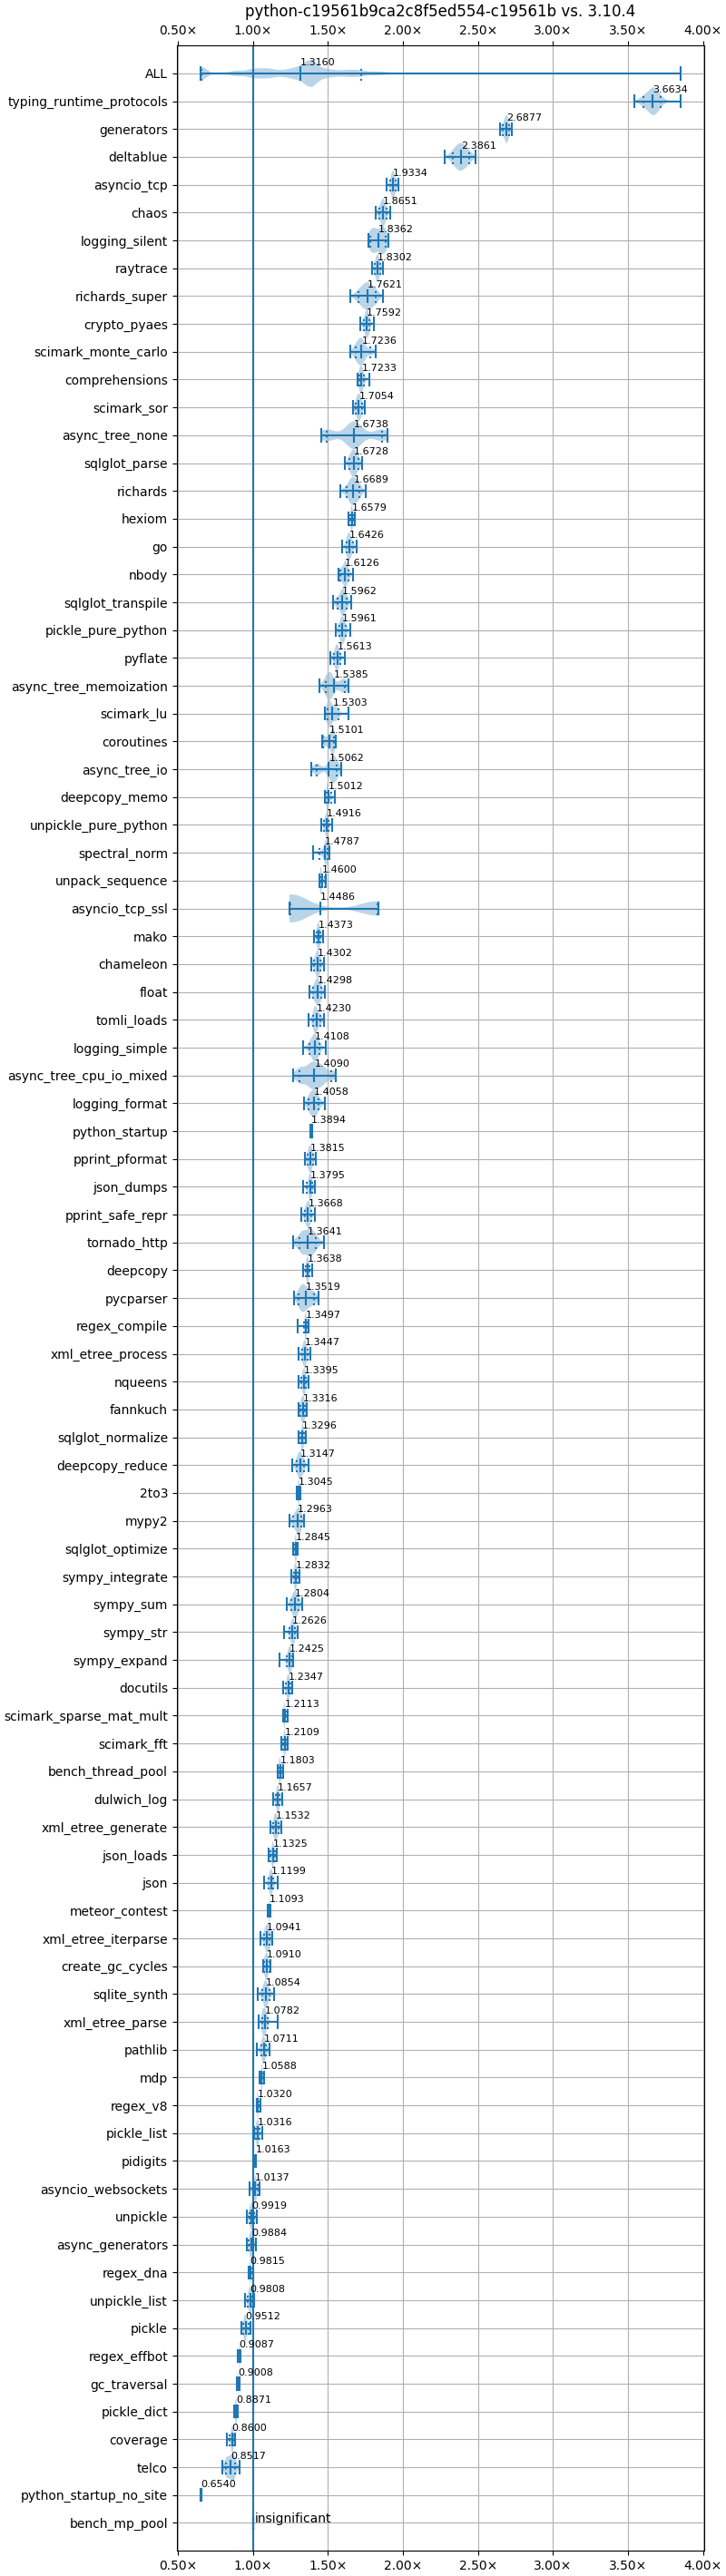 python-c19561b9ca2c8f5ed554-c19561b vs. 3.10.4
0.50× 1.00× 1.50× 2.00× 2.50× 3.00× 3.50× 4.00×
ALL 1.3160
typing_runtime_protocols 3.6634
generators 2.6877
deltablue 2.3861
asyncio_tcp 1.9334
chaos 1.8651
logging_silent 1.8362
raytrace 1.8302
richards_super 1.7621
crypto_pyaes 1.7592
scimark_monte_carlo 1.7236
comprehensions 1.7233
scimark_sor 1.7054
async_tree_none 1.6738
sqlglot_parse 1.6728
richards 1.6689
hexiom 1.6579
go 1.6426
nbody 1.6126
sqlglot_transpile 1.5962
pickle_pure_python 1.5961
pyflate 1.5613
async_tree_memoization 1.5385
scimark_lu 1.5303
coroutines 1.5101
async_tree_io 1.5062
deepcopy_memo 1.5012
unpickle_pure_python 1.4916
spectral_norm 1.4787
unpack_sequence 1.4600
asyncio_tcp_ssl 1.4486
mako 1.4373
chameleon 1.4302
float 1.4298
tomli_loads 1.4230
logging_simple 1.4108
async_tree_cpu_io_mixed 1.4090
logging_format 1.4058
python_startup 1.3894
pprint_pformat 1.3815
json_dumps 1.3795
pprint_safe_repr 1.3668
tornado_http 1.3641
deepcopy 1.3638
pycparser 1.3519
regex_compile 1.3497
xml_etree_process 1.3447
nqueens 1.3395
fannkuch 1.3316
sqlglot_normalize 1.3296
deepcopy_reduce 1.3147
2to3 1.3045
mypy2 1.2963
sqlglot_optimize 1.2845
sympy_integrate 1.2832
sympy_sum 1.2804
sympy_str 1.2626
sympy_expand 1.2425
docutils 1.2347
scimark_sparse_mat_mult 1.2113
scimark_fft 1.2109
bench_thread_pool 1.1803
dulwich_log 1.1657
xml_etree_generate 1.1532
json_loads 1.1325
json 1.1199
meteor_contest 1.1093
xml_etree_iterparse 1.0941
create_gc_cycles 1.0910
sqlite_synth 1.0854
xml_etree_parse 1.0782
pathlib 1.0711
mdp 1.0588
regex_v8 1.0320
pickle_list 1.0316
pidigits 1.0163
asyncio_websockets 1.0137
unpickle 0.9919
async_generators 0.9884
regex_dna 0.9815
unpickle_list 0.9808
pickle 0.9512
regex_effbot 0.9087
gc_traversal 0.9008
pickle_dict 0.8871
coverage 0.8600
telco 0.8517
python_startup_no_site 0.6540
bench_mp_pool insignificant
0.50× 1.00× 1.50× 2.00× 2.50× 3.00× 3.50× 4.00×